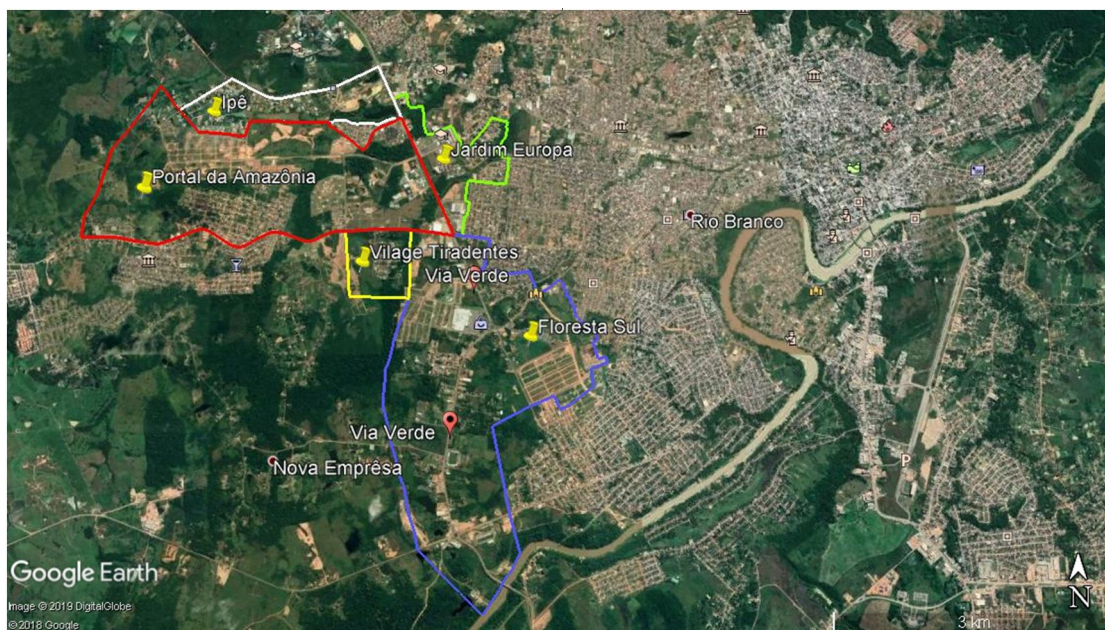 Ipê
Jardim Europa
Portal da Amazônia
Rio Branco
Vilage Tiradentes
Via Verde
Floresta Sul
Via Verde
Nova Emprêsa
P
Google Earth
N
Image © 2019 DigitalGlobe
© 2018 Google
3 km